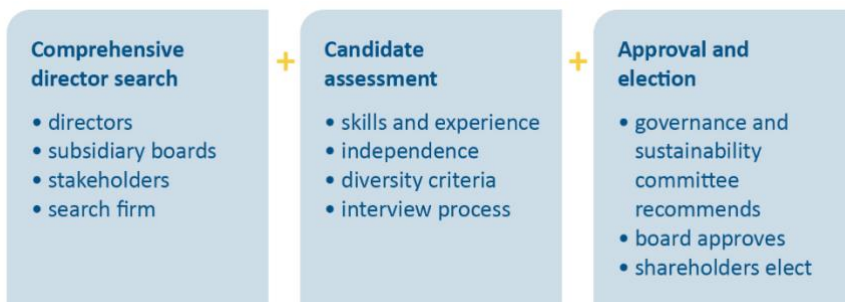 Comprehensive
director search
• directors
• subsidiary boards
• stakeholders
• search firm
+
Candidate
assessment
• skills and experience
• independence
• diversity criteria
• interview process
+
Approval and
election
• governance and
sustainability
committee
recommends
• board approves
• shareholders elect